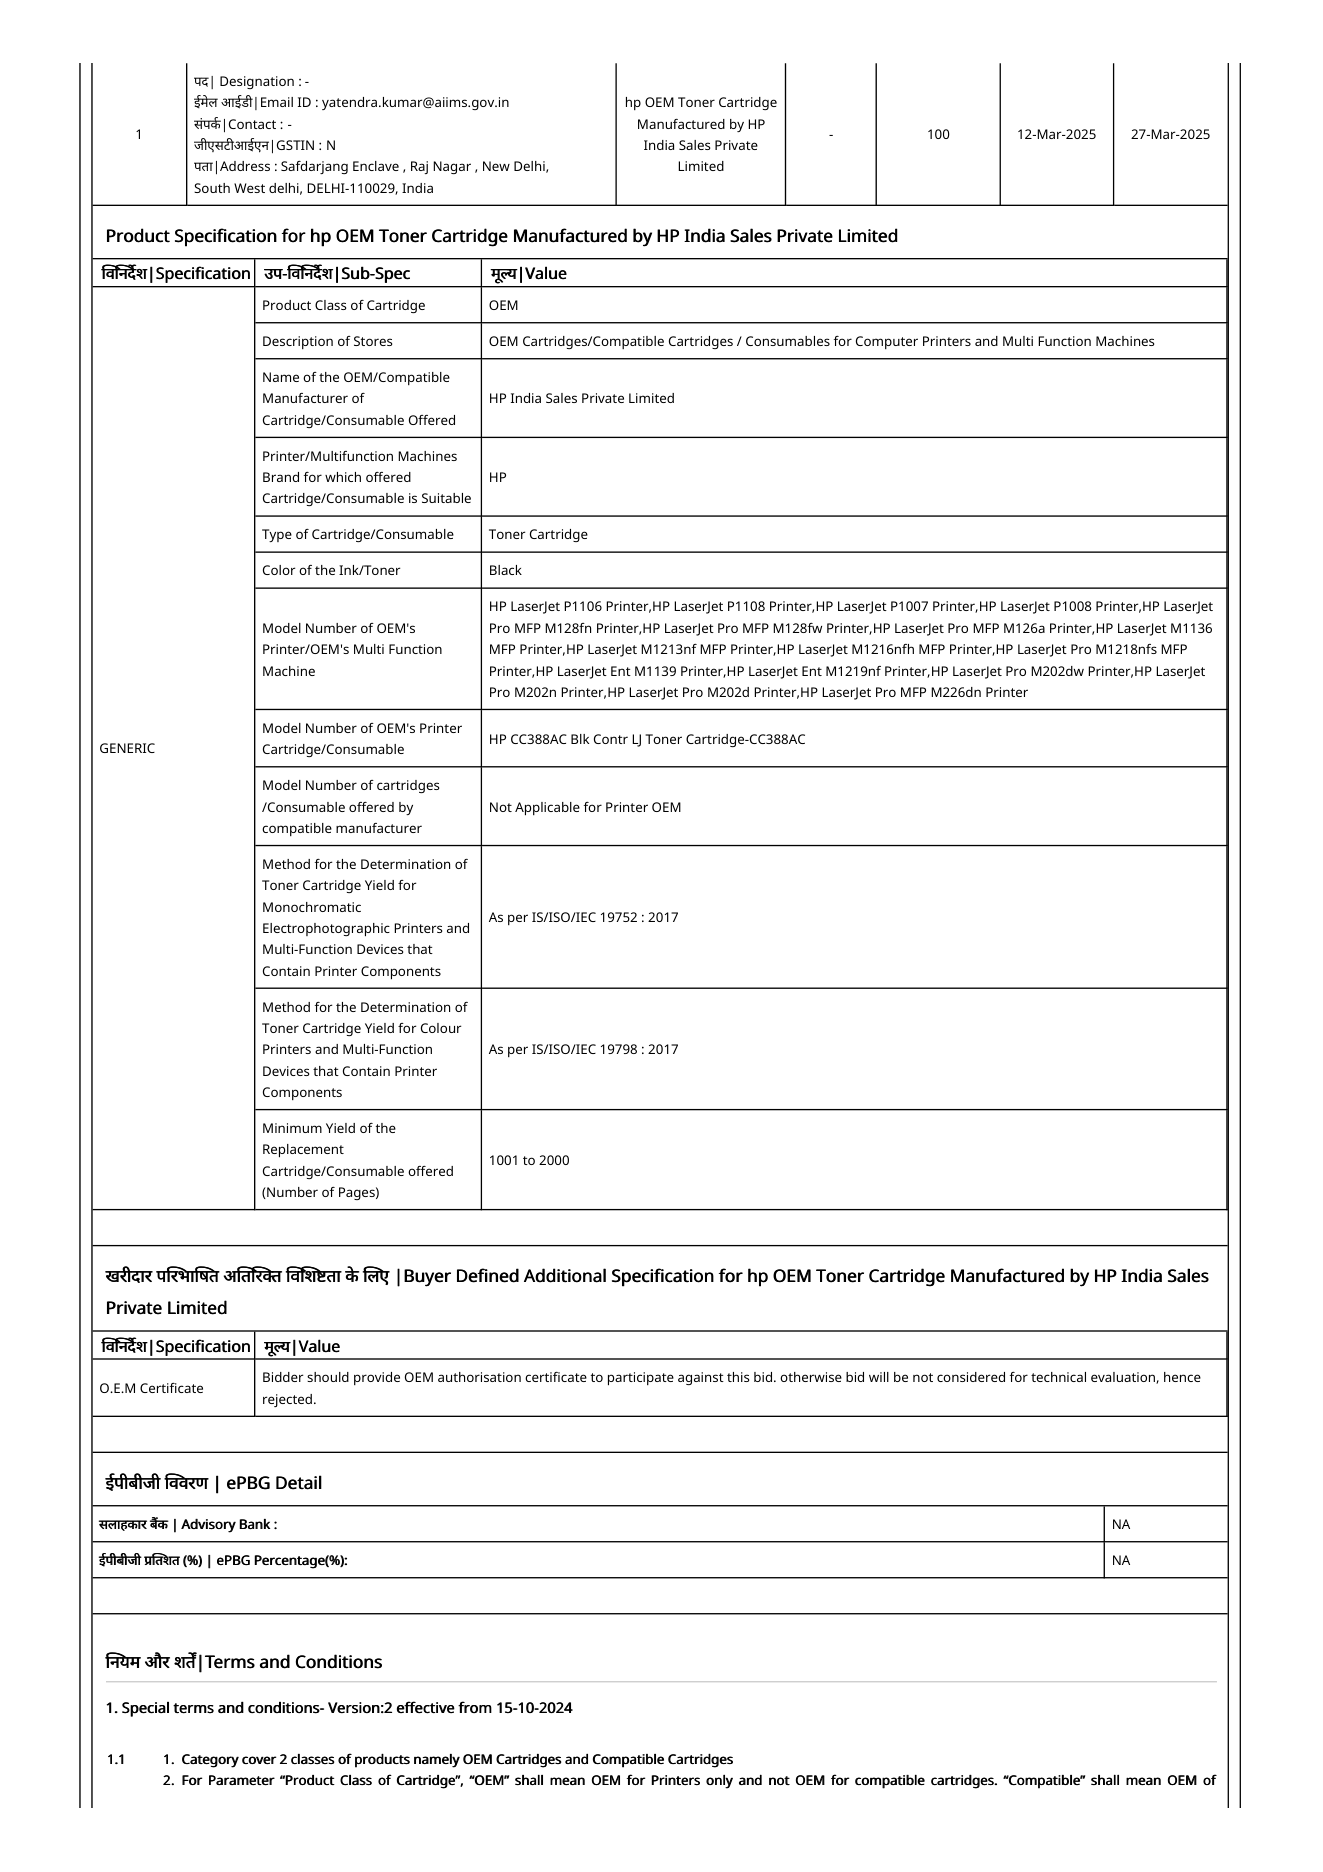 पद| Designation : -
ईमेल आईडी|Email ID : yatendra.kumar@aiims.gov.in
संपर्क|Contact : -
जीएसटीआईएन|GSTIN : N
पता|Address : Safdarjang Enclave , Raj Nagar , New Delhi,
South West delhi, DELHI-110029, India
1
hp OEM Toner Cartridge
Manufactured by HP
India Sales Private
Limited
-
100
12-Mar-2025
27-Mar-2025
Product Specification for hp OEM Toner Cartridge Manufactured by HP India Sales Private Limited
विनिर्देश|Specification
उप-विनिर्देश|Sub-Spec
मूल्य|Value
GENERIC
Product Class of Cartridge
OEM
Description of Stores
OEM Cartridges/Compatible Cartridges / Consumables for Computer Printers and Multi Function Machines
Name of the OEM/Compatible
Manufacturer of
Cartridge/Consumable Offered
HP India Sales Private Limited
Printer/Multifunction Machines
Brand for which offered
Cartridge/Consumable is Suitable
HP
Type of Cartridge/Consumable
Toner Cartridge
Color of the Ink/Toner
Black
Model Number of OEM's
Printer/OEM's Multi Function
Machine
HP LaserJet P1106 Printer,HP LaserJet P1108 Printer,HP LaserJet P1007 Printer,HP LaserJet P1008 Printer,HP LaserJet
Pro MFP M128fn Printer,HP LaserJet Pro MFP M128fw Printer,HP LaserJet Pro MFP M126a Printer,HP LaserJet M1136
MFP Printer,HP LaserJet M1213nf MFP Printer,HP LaserJet M1216nfh MFP Printer,HP LaserJet Pro M1218nfs MFP
Printer,HP LaserJet Ent M1139 Printer,HP LaserJet Ent M1219nf Printer,HP LaserJet Pro M202dw Printer,HP LaserJet
Pro M202n Printer,HP LaserJet Pro M202d Printer,HP LaserJet Pro MFP M226dn Printer
Model Number of OEM's Printer
Cartridge/Consumable
HP CC388AC Blk Contr LJ Toner Cartridge-CC388AC
Model Number of cartridges
/Consumable offered by
compatible manufacturer
Not Applicable for Printer OEM
Method for the Determination of
Toner Cartridge Yield for
Monochromatic
Electrophotographic Printers and
Multi-Function Devices that
Contain Printer Components
As per IS/ISO/IEC 19752 : 2017
Method for the Determination of
Toner Cartridge Yield for Colour
Printers and Multi-Function
Devices that Contain Printer
Components
As per IS/ISO/IEC 19798 : 2017
Minimum Yield of the
Replacement
Cartridge/Consumable offered
(Number of Pages)
1001 to 2000
खरीदार परिभाषित अतिरिक्त विशिष्टता के लिए |Buyer Defined Additional Specification for hp OEM Toner Cartridge Manufactured by HP India Sales
Private Limited
विनिर्देश|Specification
मूल्य|Value
O.E.M Certificate
Bidder should provide OEM authorisation certificate to participate against this bid. otherwise bid will be not considered for technical evaluation, hence
rejected.
ईपीबीजी विवरण | ePBG Detail
सलाहकार बैंक | Advisory Bank :
NA
ईपीबीजी प्रतिशत (%) | ePBG Percentage(%):
NA
नियम और शर्तें|Terms and Conditions
1. Special terms and conditions- Version:2 effective from 15-10-2024
1.1 1. Category cover 2 classes of products namely OEM Cartridges and Compatible Cartridges
2. For Parameter “Product Class of Cartridge”, “OEM” shall mean OEM for Printers only and not OEM for compatible cartridges. “Compatible” shall mean OEM of